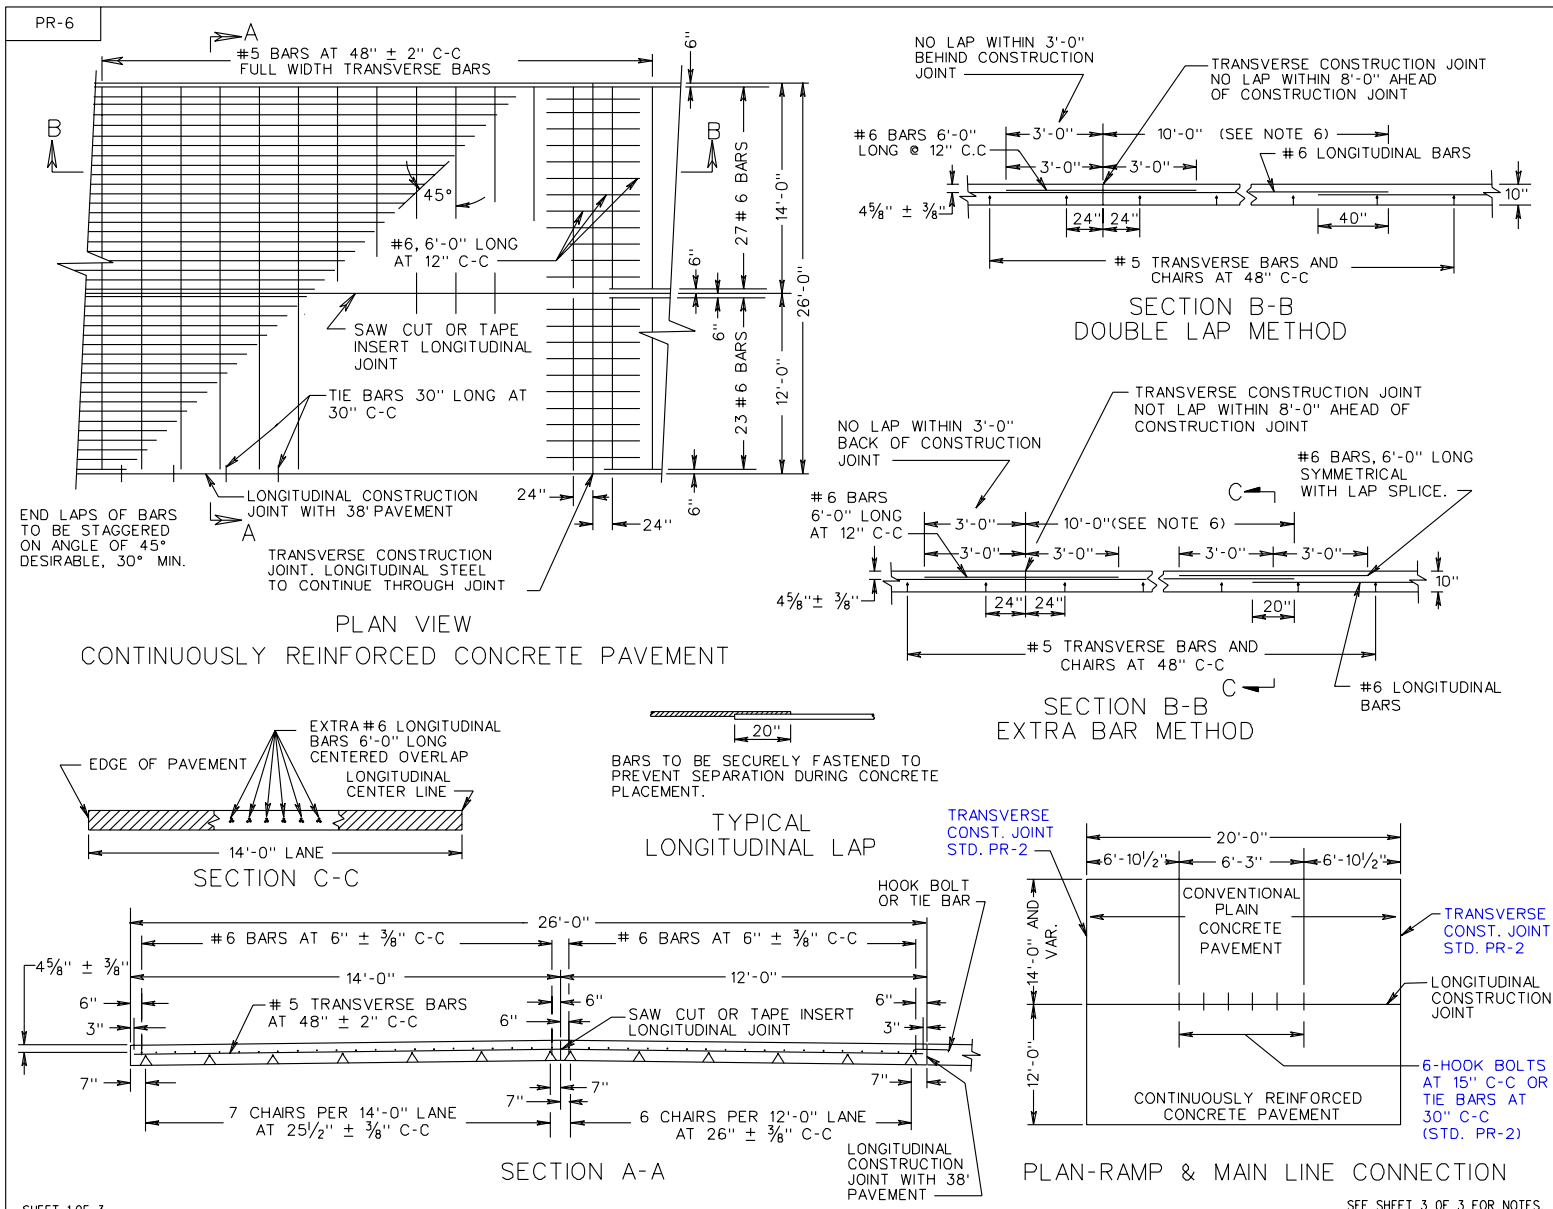 PR-6
A
#5 BARS AT 48" ± 2" C-C
FULL WIDTH TRANSVERSE BARS
6"
B
B
45°
#6, 6'-0" LONG
AT 12" C-C
27 #6 BARS
14'-0"
26'-0"
6"
6"
SAW CUT OR TAPE
INSERT LONGITUDINAL
JOINT
TIE BARS 30" LONG AT
30" C-C
23 #6 BARS
12'-0"
6"
24"
24"
LONGITUDINAL CONSTRUCTION
JOINT WITH 38' PAVEMENT
A
END LAPS OF BARS
TO BE STAGGERED
ON ANGLE OF 45°
DESIRABLE, 30° MIN.
TRANSVERSE CONSTRUCTION
JOINT. LONGITUDINAL STEEL
TO CONTINUE THROUGH JOINT
PLAN VIEW
CONTINUOUSLY REINFORCED CONCRETE PAVEMENT
NO LAP WITHIN 3'-0"
BEHIND CONSTRUCTION
JOINT
TRANSVERSE CONSTRUCTION JOINT
NO LAP WITHIN 8'-0" AHEAD
OF CONSTRUCTION JOINT
#6 BARS 6'-0"
LONG @ 12" C.C
3'-0"
10'-0" (SEE NOTE 6)
3'-0"
3'-0"
#6 LONGITUDINAL BARS
10"
4⅝" ± ⅜"
24"
24"
40"
#5 TRANSVERSE BARS AND
CHAIRS AT 48" C-C
SECTION B-B
DOUBLE LAP METHOD
TRANSVERSE CONSTRUCTION JOINT
NOT LAP WITHIN 8'-0" AHEAD OF
CONSTRUCTION JOINT
NO LAP WITHIN 3'-0"
BACK OF CONSTRUCTION
JOINT
#6 BARS, 6'-0" LONG
SYMMETRICAL
WITH LAP SPLICE.
#6 BARS
6'-0" LONG
AT 12" C-C
C
3'-0"
10'-0"(SEE NOTE 6)
3'-0"
3'-0"
3'-0"
3'-0"
10"
4⅝" ± ⅜"
24"
24"
20"
#5 TRANSVERSE BARS AND
CHAIRS AT 48" C-C
C
#6 LONGITUDINAL
BARS
SECTION B-B
EXTRA BAR METHOD
EXTRA #6 LONGITUDINAL
BARS 6'-0" LONG
CENTERED OVERLAP
EDGE OF PAVEMENT
LONGITUDINAL
CENTER LINE
14'-0" LANE
SECTION C-C
20"
BARS TO BE SECURELY FASTENED TO
PREVENT SEPARATION DURING CONCRETE
PLACEMENT.
TYPICAL
LONGITUDINAL LAP
HOOK BOLT
OR TIE BAR
26'-0"
#6 BARS AT 6" ± ⅜" C-C
# 6 BARS AT 6" ± ⅜" C-C
4⅝" ± ⅜"
14'-0"
12'-0"
6"
3"
# 5 TRANSVERSE BARS
AT 48" ± 2" C-C
6"
6"
SAW CUT OR TAPE INSERT
LONGITUDINAL JOINT
6"
3"
7"
7"
7"
7"
7 CHAIRS PER 14'-0" LANE
AT 25½" ± ⅜" C-C
6 CHAIRS PER 12'-0" LANE
AT 26" ± ⅜" C-C
LONGITUDINAL
CONSTRUCTION
JOINT WITH 38'
PAVEMENT
SECTION A-A
TRANSVERSE
CONST. JOINT
STD. PR-2
20'-0"
6'-10½"
6'-3"
6'-10½"
14'-0" AND
VAR.
CONVENTIONAL
PLAIN
CONCRETE
PAVEMENT
TRANSVERSE
CONST. JOINT
STD. PR-2
LONGITUDINAL
CONSTRUCTION
JOINT
12'-0"
CONTINUOUSLY REINFORCED
CONCRETE PAVEMENT
6-HOOK BOLTS
AT 15" C-C OR
TIE BARS AT
30" C-C
(STD. PR-2)
PLAN-RAMP & MAIN LINE CONNECTION
SHEET 1 OF 3
SEE SHEET 3 OF 3 FOR NOTES